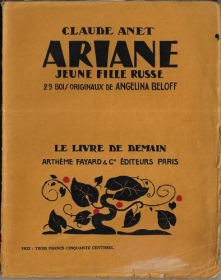 CLAUDE ANET
ARIANE
JEUNE FILLE RUSSE
29 BOIS ORIGINAUX DE ANGELINA BELOFF
LE LIVRE DE DEMAIN
ARTHÈME FAYARD & Cie ÉDITEURS PARIS
PRIX : TROIS FRANCS CINQUANTE CENTIMES.